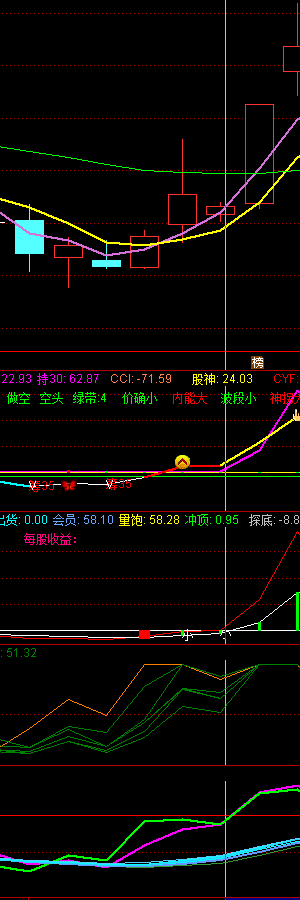 榜
22.93 持30: 62.87 CCI: -71.59 股神: 24.03 CYF:
做空 空头 绿带:4 价确小 内能大 波段小 神拐大
出货: 0.00 会员: 58.10 量饱: 58.28 冲顶: 0.95 探底: -8.8
每股收益:
: 51.32